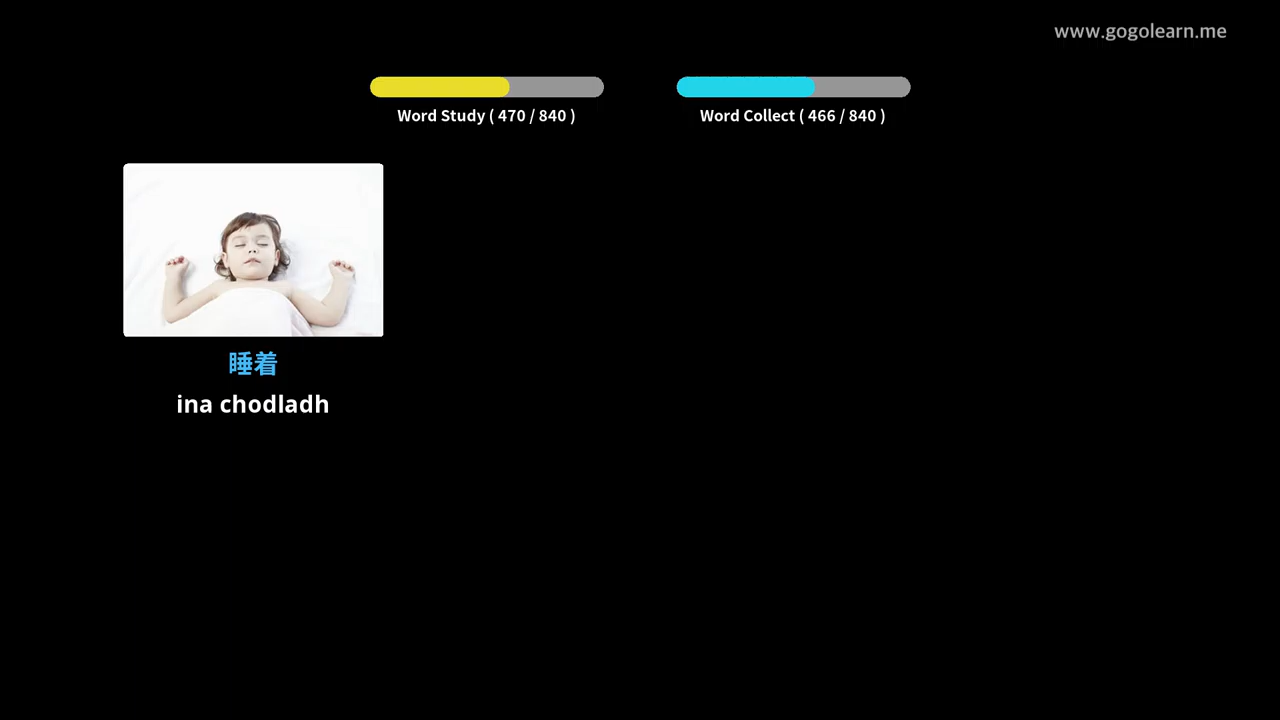 www.gogolearn.me
Word Study ( 470 / 840 )
Word Collect ( 466 / 840 )
睡着
ina chodladh